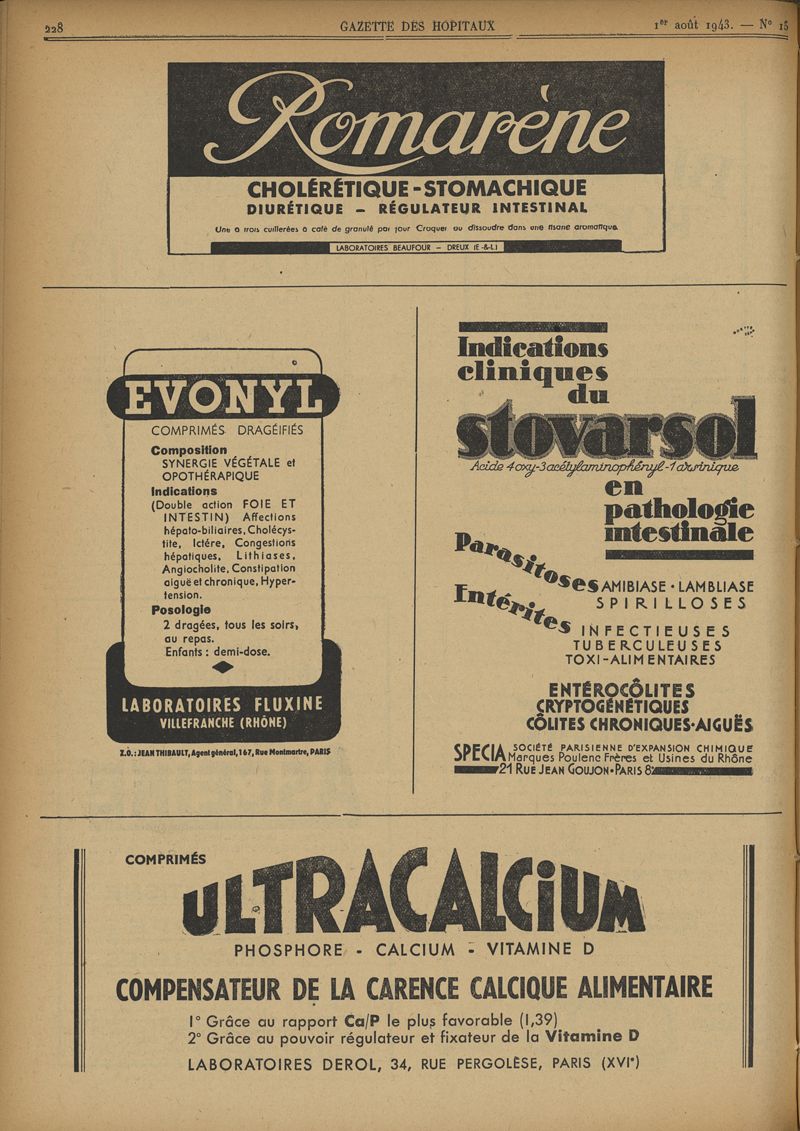 228
GAZETTE DES HOPITAUX
1er août 1943. — No 15
Romarène
CHOLÉRÉTIQUE - STOMACHIQUE
DIURÉTIQUE — RÉGULATEUR INTESTINAL
Une à trois cuillerées à café de granulé par jour Croquer ou dissoudre dans une tisane aromatique.
LABORATOIRES BEAUFOUR — DREUX (E-&-L)
EVONYL
COMPRIMÉS DRAGÉIFIÉS
Composition
SYNERGIE VÉGÉTALE et
OPOTHÉRAPIQUE
Indications
(Double action FOIE ET
INTESTIN) Affections
hépato-biliaires, Cholécys-
tite, Ictére, Congestions
hépatiques, Lithiases,
Angiocholite, Constipation
aiguë et chronique, Hyper-
tension.
Posologie
2 dragées, tous les soirs,
au repas.
Enfants : demi-dose.
LABORATOIRES FLUXINE
VILLEFRANCHE (RHÔNE)
Z.O. : JEAN THIBAULT, Agent général, 167, Rue Montmartre, PARIS
Indications
cliniques
du
stovarsol
Acide 4 oxy-3 acétylaminophényl-1 arsinique
en
pathologie
intestinale
Parasitoses AMIBIASE • LAMBLIASE
SPIRILLOSES
Entérites INFECTIEUSES
TUBERCULEUSES
TOXI-ALIMENTAIRES
ENTÉROCÔLITES
CRYPTOGÉNÉTIQUES
CÔLITES CHRONIQUES•AIGUËS
SPECIA SOCIÉTÉ PARISIENNE D'EXPANSION CHIMIQUE
Marques Poulenc Frères et Usines du Rhône
21 RUE JEAN GOUJON•PARIS 8e
COMPRIMÉS
ULTRACALCiUM
PHOSPHORE - CALCIUM - VITAMINE D
COMPENSATEUR DE LA CARENCE CALCIQUE ALIMENTAIRE
1° Grâce au rapport Ca/P le plus favorable (1,39)
2° Grâce au pouvoir régulateur et fixateur de la Vitamine D
LABORATOIRES DEROL, 34, RUE PERGOLÈSE, PARIS (XVIe)